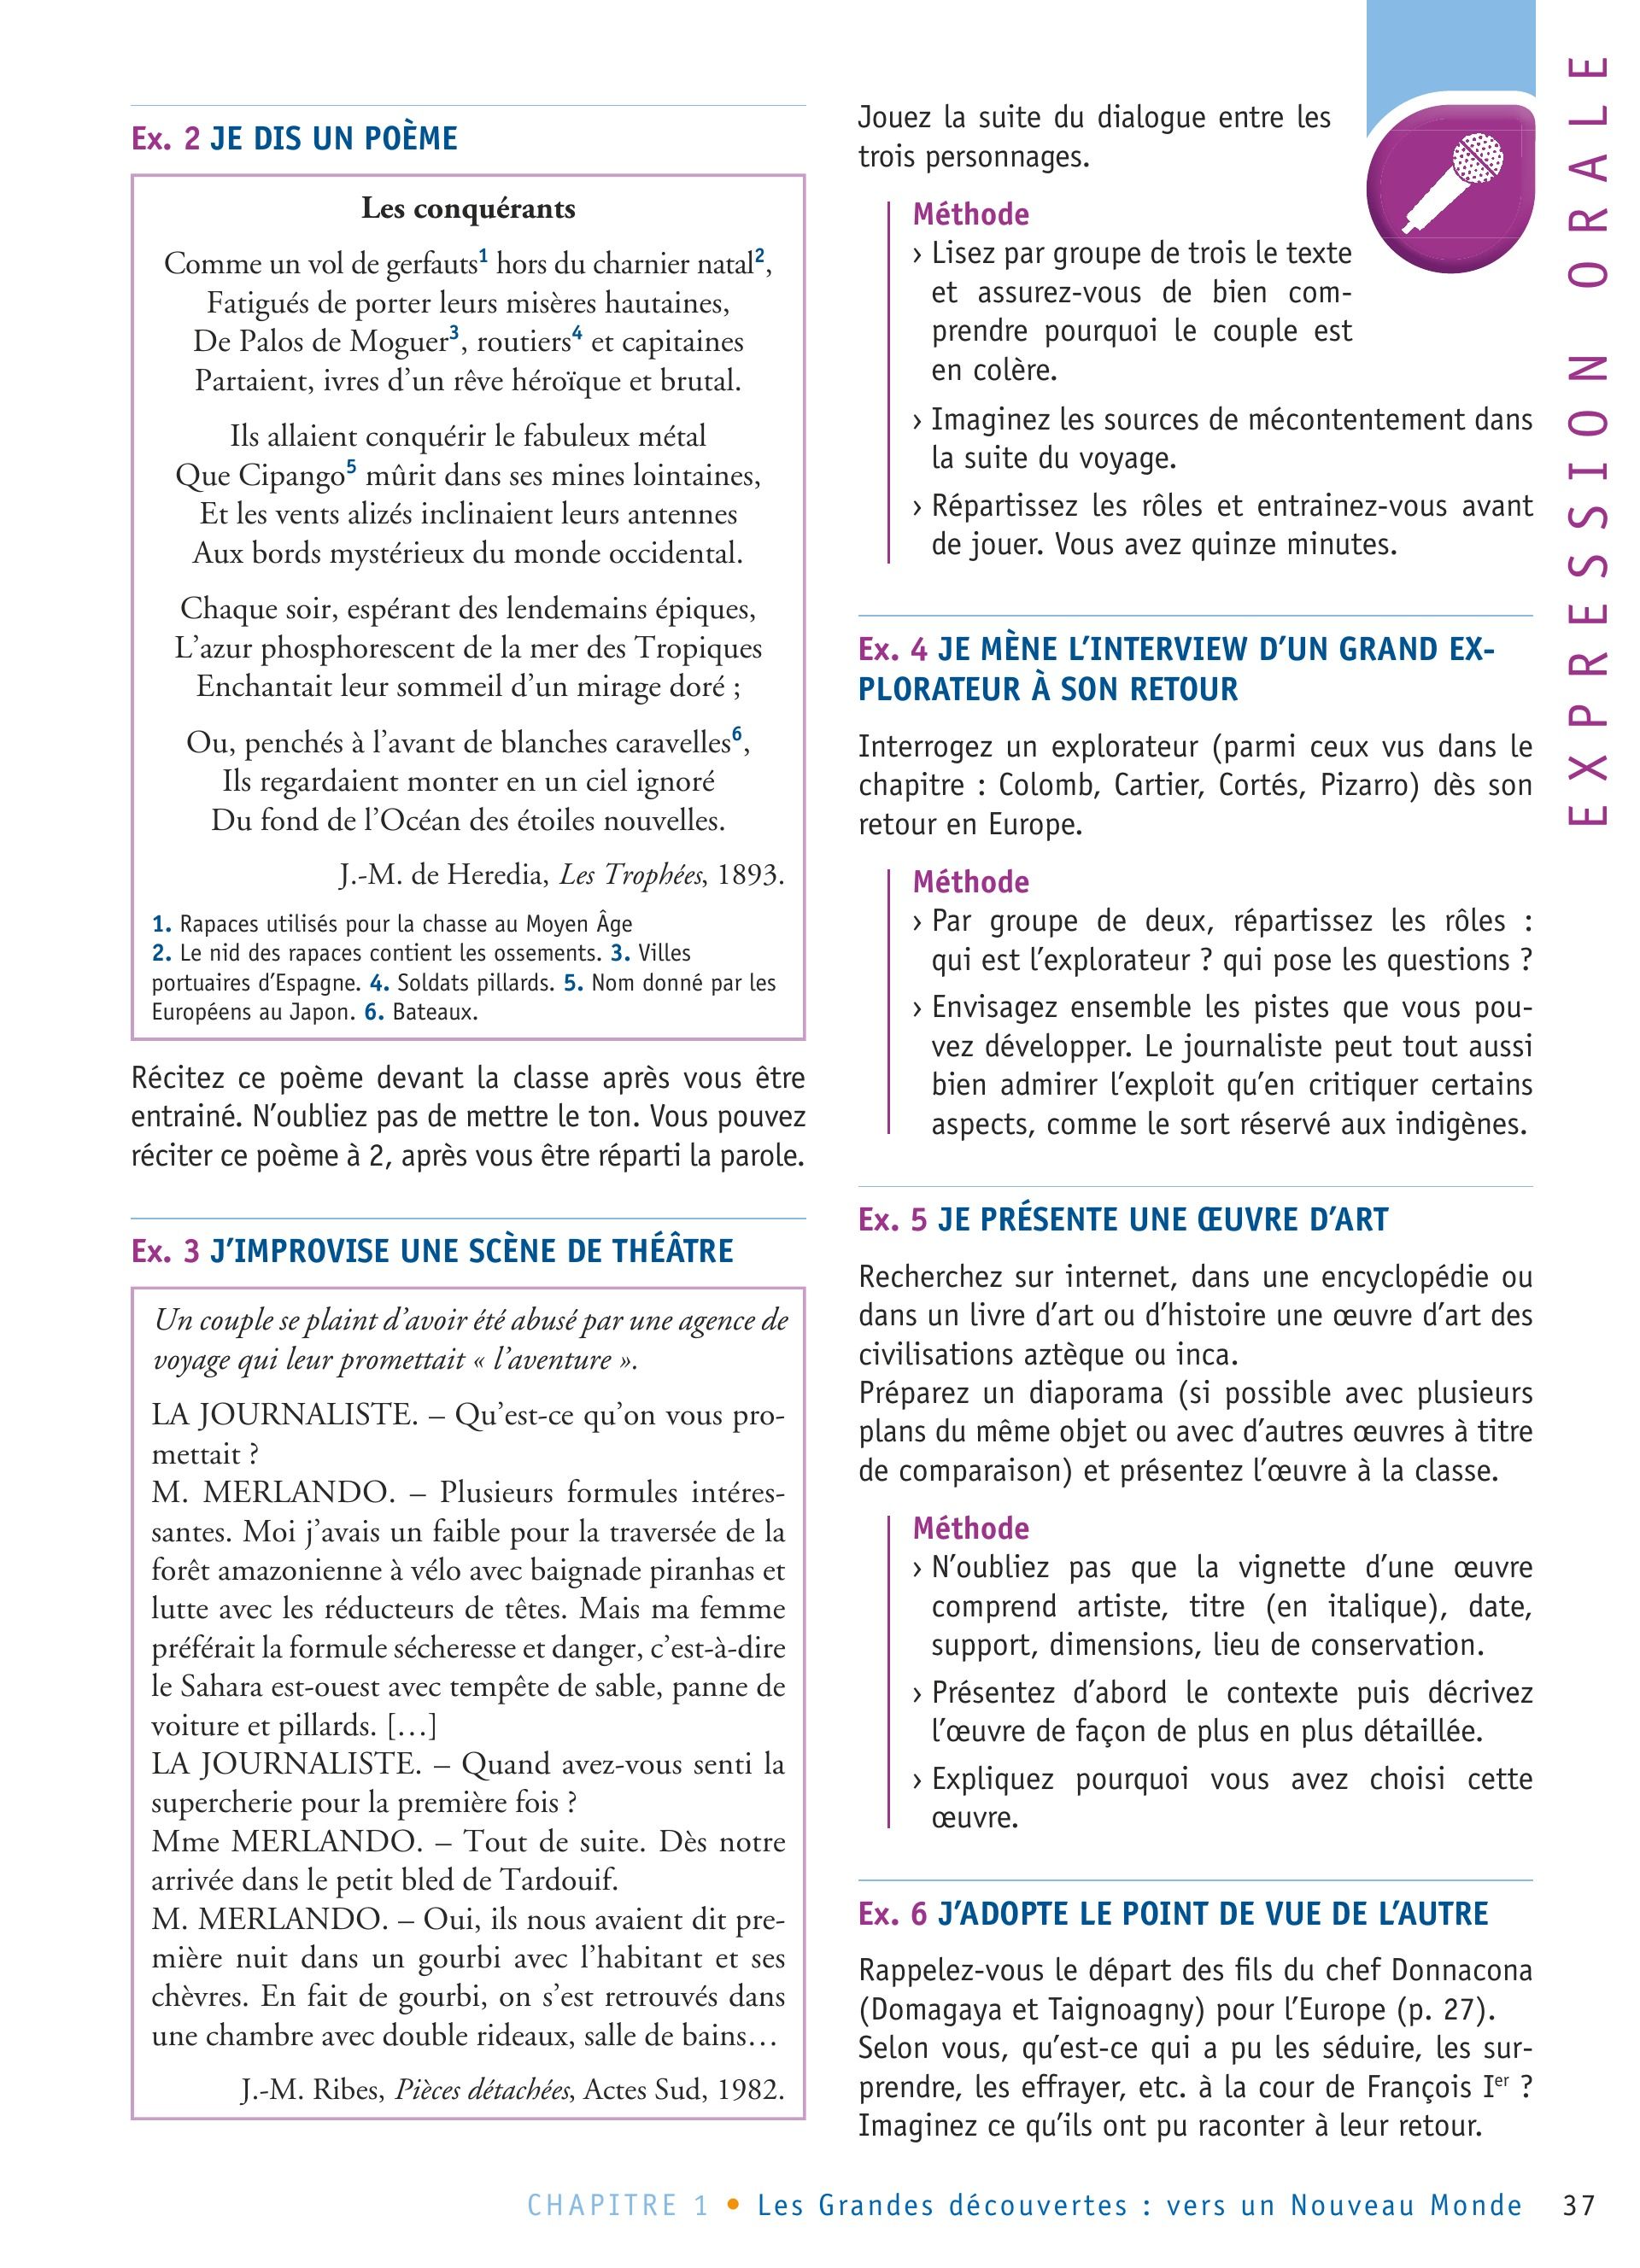 Ex. 2 JE DIS UN POÈME
Les conquérants
Comme un vol de gerfauts¹ hors du charnier natal²,
Fatigués de porter leurs misères hautaines,
De Palos de Moguer³, routiers⁴ et capitaines
Partaient, ivres d’un rêve héroïque et brutal.
Ils allaient conquérir le fabuleux métal
Que Cipango⁵ mûrit dans ses mines lointaines,
Et les vents alizés inclinaient leurs antennes
Aux bords mystérieux du monde occidental.
Chaque soir, espérant des lendemains épiques,
L’azur phosphorescent de la mer des Tropiques
Enchantait leur sommeil d’un mirage doré ;
Ou, penchés à l’avant de blanches caravelles⁶,
Ils regardaient monter en un ciel ignoré
Du fond de l’Océan des étoiles nouvelles.
J.-M. de Heredia, Les Trophées, 1893.
1. Rapaces utilisés pour la chasse au Moyen Âge
2. Le nid des rapaces contient les ossements. 3. Villes
portuaires d’Espagne. 4. Soldats pillards. 5. Nom donné par les
Européens au Japon. 6. Bateaux.
Récitez ce poème devant la classe après vous être
entrainé. N’oubliez pas de mettre le ton. Vous pouvez
réciter ce poème à 2, après vous être réparti la parole.
Ex. 3 J’IMPROVISE UNE SCÈNE DE THÉÂTRE
Un couple se plaint d’avoir été abusé par une agence de
voyage qui leur promettait « l’aventure ».
LA JOURNALISTE. – Qu’est-ce qu’on vous pro-
mettait ?
M. MERLANDO. – Plusieurs formules intéres-
santes. Moi j’avais un faible pour la traversée de la
forêt amazonienne à vélo avec baignade piranhas et
lutte avec les réducteurs de têtes. Mais ma femme
préférait la formule sécheresse et danger, c’est-à-dire
le Sahara est-ouest avec tempête de sable, panne de
voiture et pillards. […]
LA JOURNALISTE. – Quand avez-vous senti la
supercherie pour la première fois ?
Mme MERLANDO. – Tout de suite. Dès notre
arrivée dans le petit bled de Tardouif.
M. MERLANDO. – Oui, ils nous avaient dit pre-
mière nuit dans un gourbi avec l’habitant et ses
chèvres. En fait de gourbi, on s’est retrouvés dans
une chambre avec double rideaux, salle de bains…
J.-M. Ribes, Pièces détachées, Actes Sud, 1982.
Jouez la suite du dialogue entre les
trois personnages.
Méthode
› Lisez par groupe de trois le texte
et assurez-vous de bien com-
prendre pourquoi le couple est
en colère.
› Imaginez les sources de mécontentement dans
la suite du voyage.
› Répartissez les rôles et entrainez-vous avant
de jouer. Vous avez quinze minutes.
Ex. 4 JE MÈNE L’INTERVIEW D’UN GRAND EX-
PLORATEUR À SON RETOUR
Interrogez un explorateur (parmi ceux vus dans le
chapitre : Colomb, Cartier, Cortés, Pizarro) dès son
retour en Europe.
Méthode
› Par groupe de deux, répartissez les rôles :
qui est l’explorateur ? qui pose les questions ?
› Envisagez ensemble les pistes que vous pou-
vez développer. Le journaliste peut tout aussi
bien admirer l’exploit qu’en critiquer certains
aspects, comme le sort réservé aux indigènes.
Ex. 5 JE PRÉSENTE UNE ŒUVRE D’ART
Recherchez sur internet, dans une encyclopédie ou
dans un livre d’art ou d’histoire une œuvre d’art des
civilisations aztèque ou inca.
Préparez un diaporama (si possible avec plusieurs
plans du même objet ou avec d’autres œuvres à titre
de comparaison) et présentez l’œuvre à la classe.
Méthode
› N’oubliez pas que la vignette d’une œuvre
comprend artiste, titre (en italique), date,
support, dimensions, lieu de conservation.
› Présentez d’abord le contexte puis décrivez
l’œuvre de façon de plus en plus détaillée.
› Expliquez pourquoi vous avez choisi cette
œuvre.
Ex. 6 J’ADOPTE LE POINT DE VUE DE L’AUTRE
Rappelez-vous le départ des fils du chef Donnacona
(Domagaya et Taignoagny) pour l’Europe (p. 27).
Selon vous, qu’est-ce qui a pu les séduire, les sur-
prendre, les effrayer, etc. à la cour de François Iᵉʳ ?
Imaginez ce qu’ils ont pu raconter à leur retour.
EXPRESSION ORALE
CHAPITRE 1 • Les Grandes découvertes : vers un Nouveau Monde 37